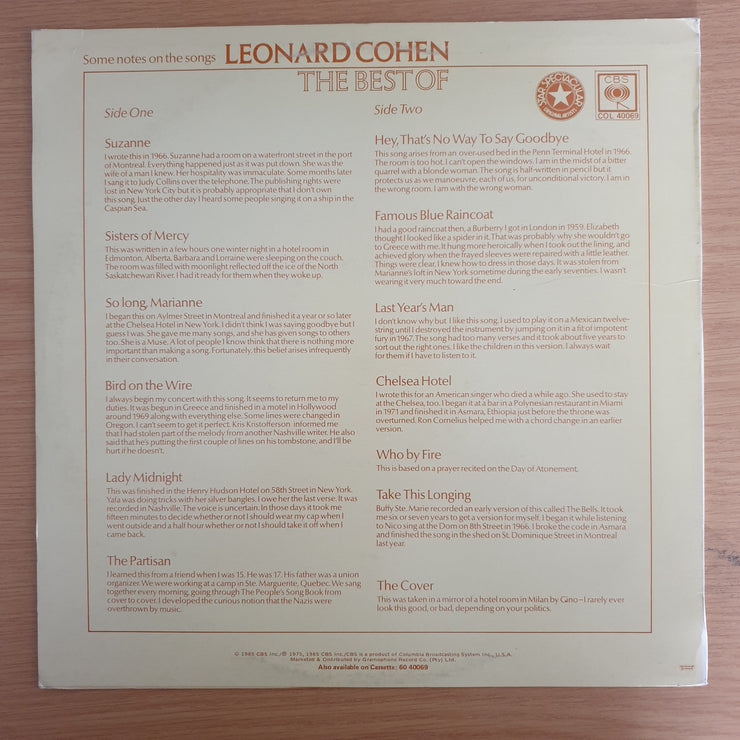 Some notes on the songs LEONARD COHEN
THE BEST OF
STAR SPECTACULAR
ORIGINAL ARTISTS
CBS
COL 40069
Side One
Suzanne
I wrote this in 1966. Suzanne had a room on a waterfront street in the port
of Montreal. Everything happened just as it was put down. She was the
wife of a man I knew. Her hospitality was immaculate. Some months later
I sang it to Judy Collins over the telephone. The publishing rights were
lost in New York City but it is probably appropriate that I don't own
this song. Just the other day I heard some people singing it on a ship in the
Caspian Sea.
Sisters of Mercy
This was written in a few hours one winter night in a hotel room in
Edmonton, Alberta. Barbara and Lorraine were sleeping on the couch.
The room was filled with moonlight reflected off the ice of the North
Saskatchewan River. I had it ready for them when they woke up.
So long, Marianne
I began this on Aylmer Street in Montreal and finished it a year or so later
at the Chelsea Hotel in New York. I didn't think I was saying goodbye but I
guess I was. She gave me many songs, and she has given songs to others
too. She is a Muse. A lot of people I know think that there is nothing more
important than making a song. Fortunately, this belief arises infrequently
in their conversation.
Bird on the Wire
I always begin my concert with this song. It seems to return me to my
duties. It was begun in Greece and finished in a motel in Hollywood
around 1969 along with everything else. Some lines were changed in
Oregon. I can't seem to get it perfect. Kris Kristofferson informed me
that I had stolen part of the melody from another Nashville writer. He also
said that he's putting the first couple of lines on his tombstone, and I'll be
hurt if he doesn't.
Lady Midnight
This was finished in the Henry Hudson Hotel on 58th Street in New York.
Yafa was doing tricks with her silver bangles. I owe her the last verse. It was
recorded in Nashville. The voice is uncertain. In those days it took me
fifteen minutes to decide whether or not I should wear my cap when I
went outside and a half hour whether or not I should take it off when I
came back.
The Partisan
I learned this from a friend when I was 15. He was 17. His father was a union
organizer. We were working at a camp in Ste. Marguerite, Quebec. We sang
together every morning, going through The People's Song Book from
cover to cover. I developed the curious notion that the Nazis were
overthrown by music.
Side Two
Hey, That's No Way To Say Goodbye
This song arises from an over-used bed in the Penn Terminal Hotel in 1966.
The room is too hot. I can't open the windows. I am in the midst of a bitter
quarrel with a blonde woman. The song is half-written in pencil but it
protects us as we manoeuvre, each of us, for unconditional victory. I am in
the wrong room. I am with the wrong woman.
Famous Blue Raincoat
I had a good raincoat then, a Burberry I got in London in 1959. Elizabeth
thought I looked like a spider in it. That was probably why she wouldn't go
to Greece with me. It hung more heroically when I took out the lining, and
achieved glory when the frayed sleeves were repaired with a little leather.
Things were clear, I knew how to dress in those days. It was stolen from
Marianne's loft in New York sometime during the early seventies. I wasn't
wearing it very much toward the end.
Last Year's Man
I don't know why but I like this song. I used to play it on a Mexican twelve-
string until I destroyed the instrument by jumping on it in a fit of impotent
fury in 1967. The song had too many verses and it took about five years to
sort out the right ones. I like the children in this version. I always wait
for them if I have to listen to it.
Chelsea Hotel
I wrote this for an American singer who died a while ago. She used to stay
at the Chelsea, too. I began it at a bar in a Polynesian restaurant in Miami
in 1971 and finished it in Asmara, Ethiopia just before the throne was
overturned. Ron Cornelius helped me with a chord change in an earlier
version.
Who by Fire
This is based on a prayer recited on the Day of Atonement.
Take This Longing
Buffy Ste. Marie recorded an early version of this called The Bells. It took
me six or seven years to get a version for myself. I began it while listening
to Nico sing at the Dom on 8th Street in 1966. I broke the code in Asmara
and finished the song in the shed on St. Dominique Street in Montreal
last year.
The Cover
This was taken in a mirror of a hotel room in Milan by Gino—I rarely ever
look this good, or bad, depending on your politics.
© 1985 CBS Inc./℗ 1975, 1985 CBS Inc./CBS is a product of Columbia Broadcasting System Inc., U.S.A.
Marketed & Distributed by Gramophone Record Co. (Pty) Ltd.
Also available on Cassette: 60 40069